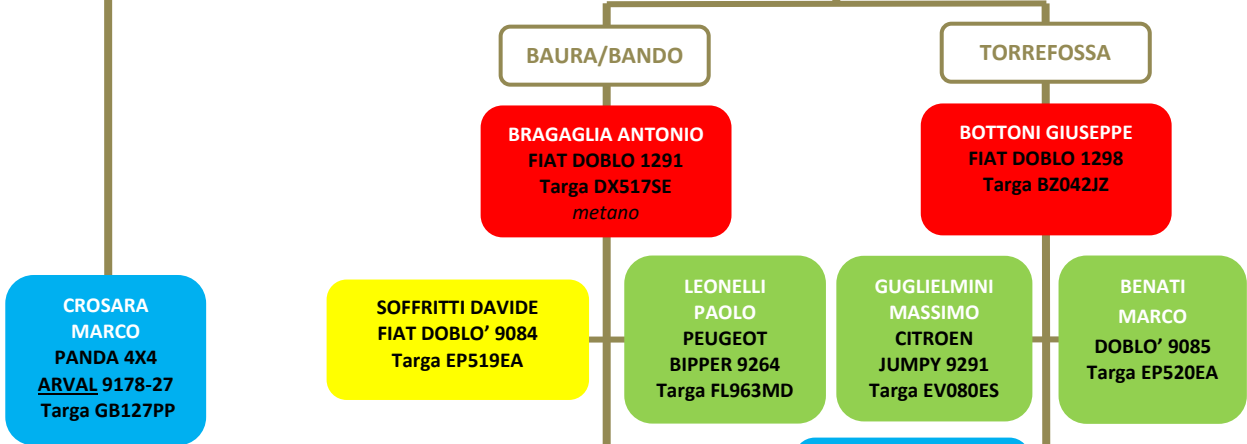 BAURA/BANDO
TORREFOSSA
BRAGAGLIA ANTONIO
FIAT DOBLO 1291
Targa DX517SE
metano
BOTTONI GIUSEPPE
FIAT DOBLO 1298
Targa BZ042JZ
CROSARA
MARCO
PANDA 4X4
ARVAL 9178-27
Targa GB127PP
SOFFRITTI DAVIDE
FIAT DOBLO’ 9084
Targa EP519EA
LEONELLI
PAOLO
PEUGEOT
BIPPER 9264
Targa FL963MD
GUGLIELMINI
MASSIMO
CITROEN
JUMPY 9291
Targa EV080ES
BENATI
MARCO
DOBLO’ 9085
Targa EP520EA